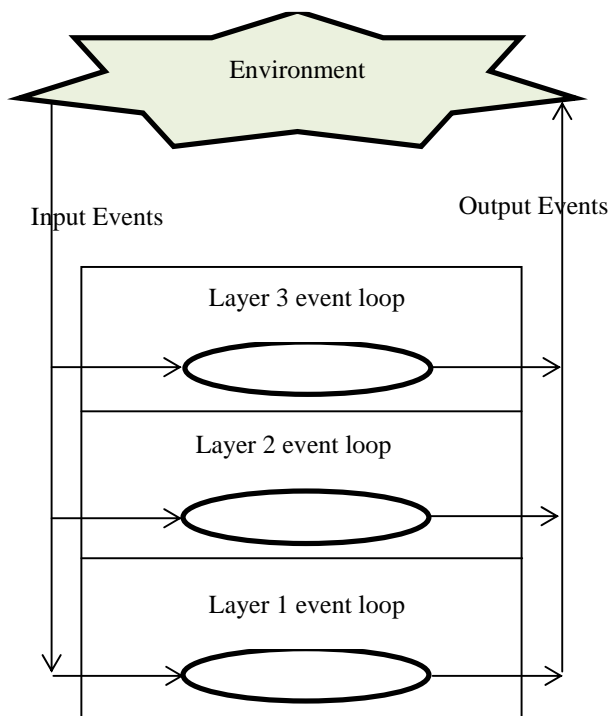 Environment
Input Events
Output Events
Layer 3 event loop
Layer 2 event loop
Layer 1 event loop